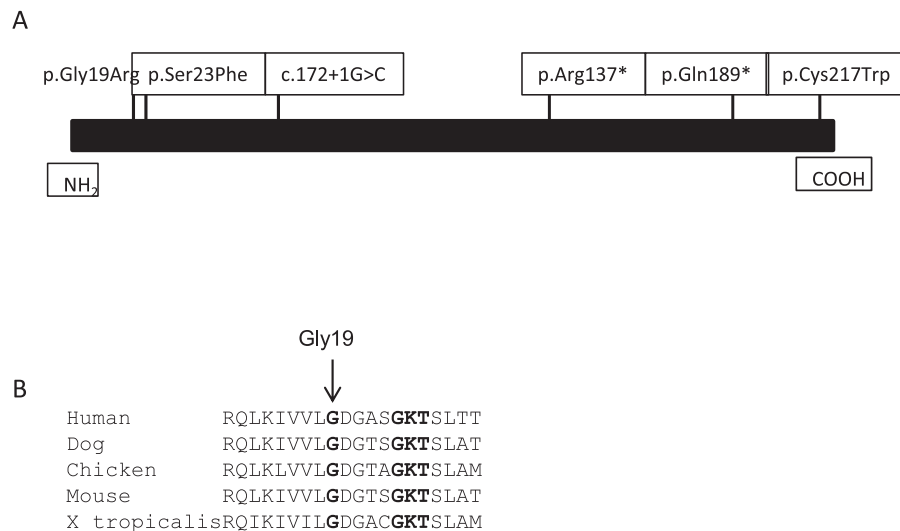 A
p.Gly19Arg p.Ser23Phe c.172+1G>C p.Arg137* p.Gln189* p.Cys217Trp
NH2 COOH
Gly19
B
Human RQLKIVVLGDGASGKTSLTT
Dog RQLKIVVLGDGTSGKTSLAT
Chicken RQLKLVVLGDGTAGKTSLAM
Mouse RQLKIVVLGDGTSGKTSLAT
X tropicalisRQIKIVILGDGACGKTSLAM